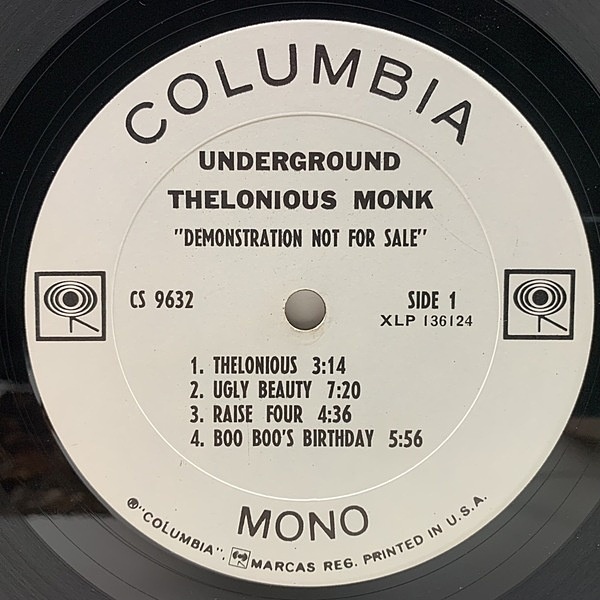 COLUMBIA
UNDERGROUND
THELONIOUS MONK
"DEMONSTRATION NOT FOR SALE"
CS 9632
SIDE 1
XLP 136124
1. THELONIOUS 3:14
2. UGLY BEAUTY 7:20
3. RAISE FOUR 4:36
4. BOO BOO'S BIRTHDAY 5:56
MONO
®"COLUMBIA", MARCAS REG. PRINTED IN U.S.A.